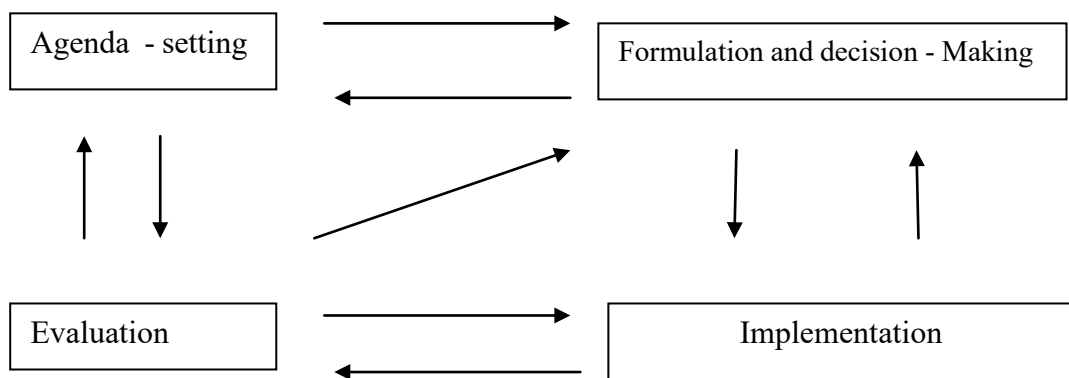 Agenda - setting
Formulation and decision - Making
Evaluation
Implementation